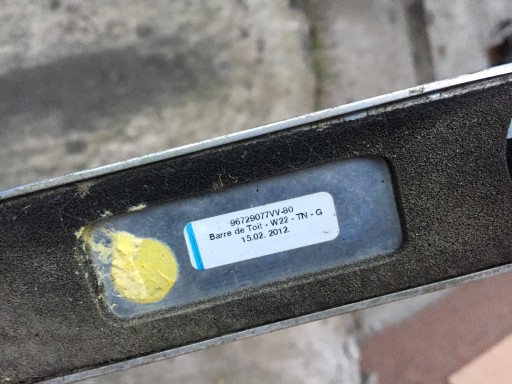 96729077VV-80
Barre de Toit - W22 - TN - G
15.02. 2012.